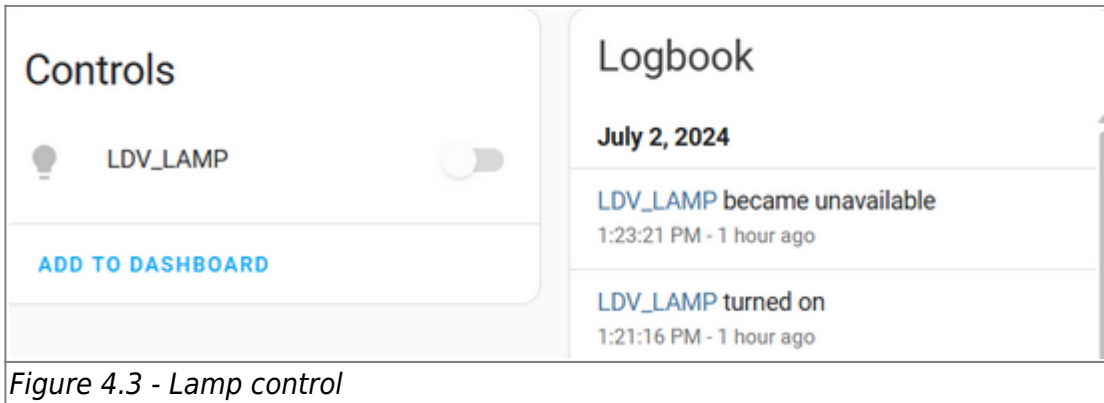 Controls
LDV_LAMP
ADD TO DASHBOARD
Logbook
July 2, 2024
LDV_LAMP became unavailable
1:23:21 PM - 1 hour ago
LDV_LAMP turned on
1:21:16 PM - 1 hour ago
Figure 4.3 - Lamp control